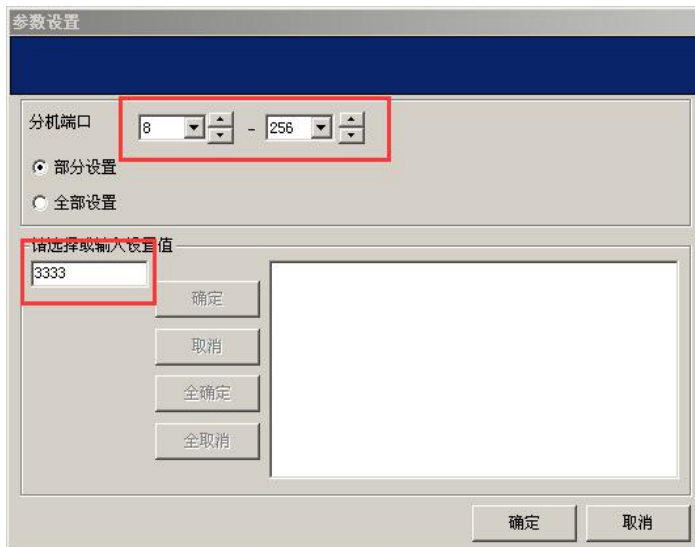 参数设置
分机端口 8 - 256
部分设置
全部设置
请选择或输入设置值
3333
确定
取消
全确定
全取消
确定 取消